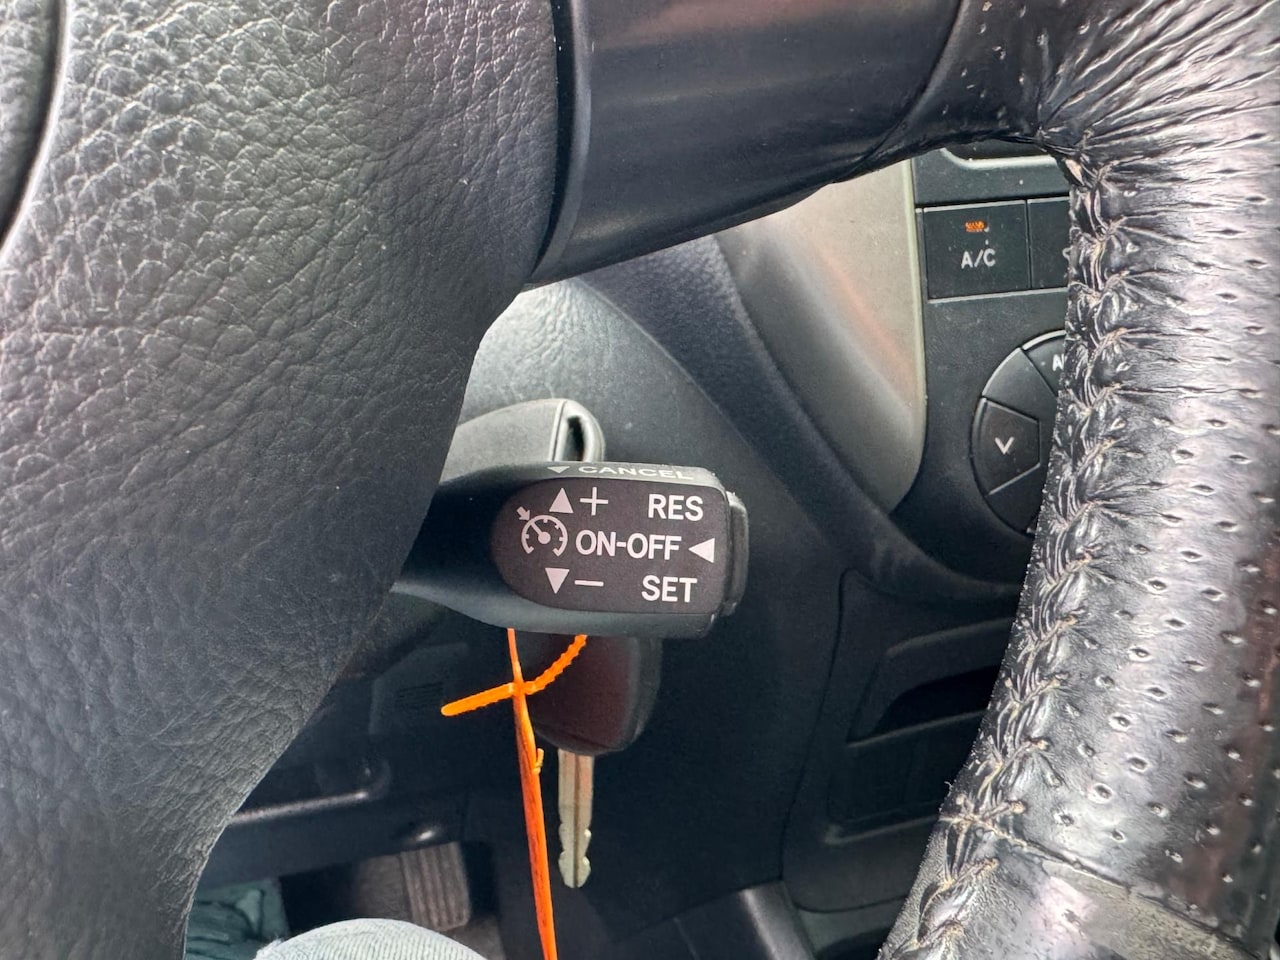 A/C
CANCEL
+ RES
ON-OFF
− SET